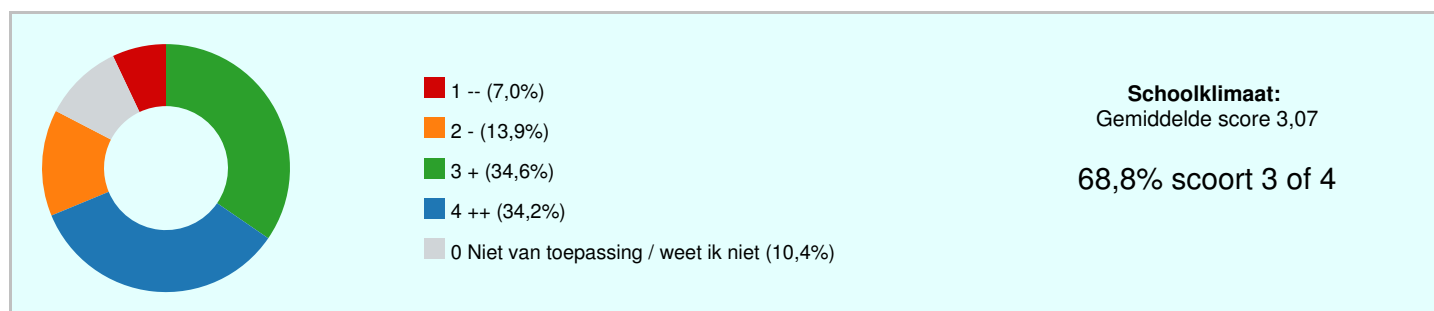 1 -- (7,0%)
2 - (13,9%)
3 + (34,6%)
4 ++ (34,2%)
0 Niet van toepassing / weet ik niet (10,4%)
Schoolklimaat:
Gemiddelde score 3,07
68,8% scoort 3 of 4